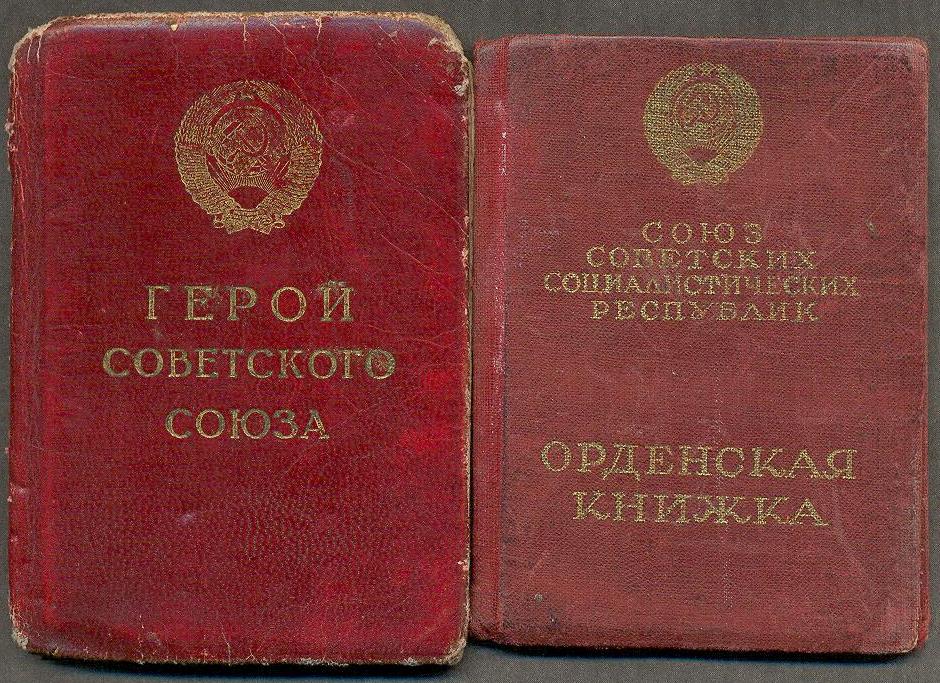 ГЕРОЙ
СОВЕТСКОГО
СОЮЗА
СОЮЗ
СОВЕТСКИХ
СОЦИАЛИСТИЧЕСКИХ
РЕСПУБЛИК
ОРДЕНСКАЯ
КНИЖКА